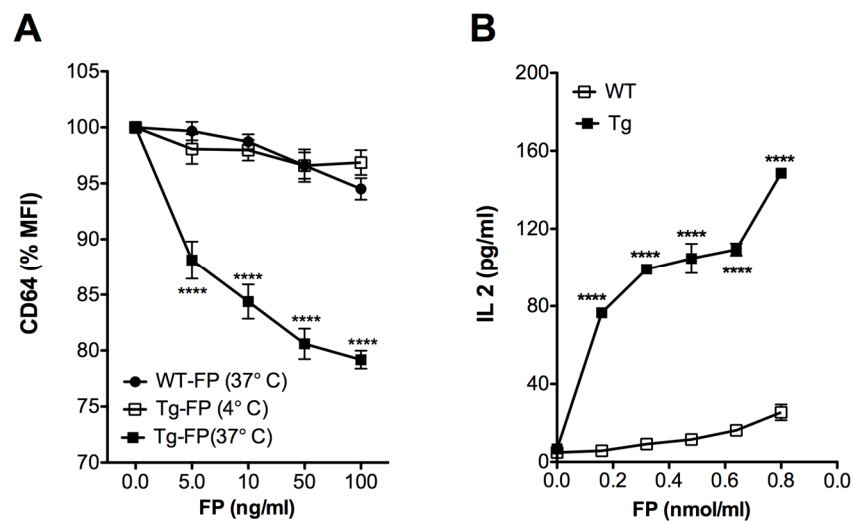 A
105
100
95
90
85
80
75
70
CD64 (% MFI)
****
****
****
****
WT-FP (37° C)
Tg-FP (4° C)
Tg-FP(37° C)
0.0 5.0 10 50 100
FP (ng/ml)
B
200
160
120
80
40
0
IL 2 (pg/ml)
WT
Tg
****
****
****
****
****
0.0 0.2 0.4 0.6 0.8 0.0
FP (nmol/ml)